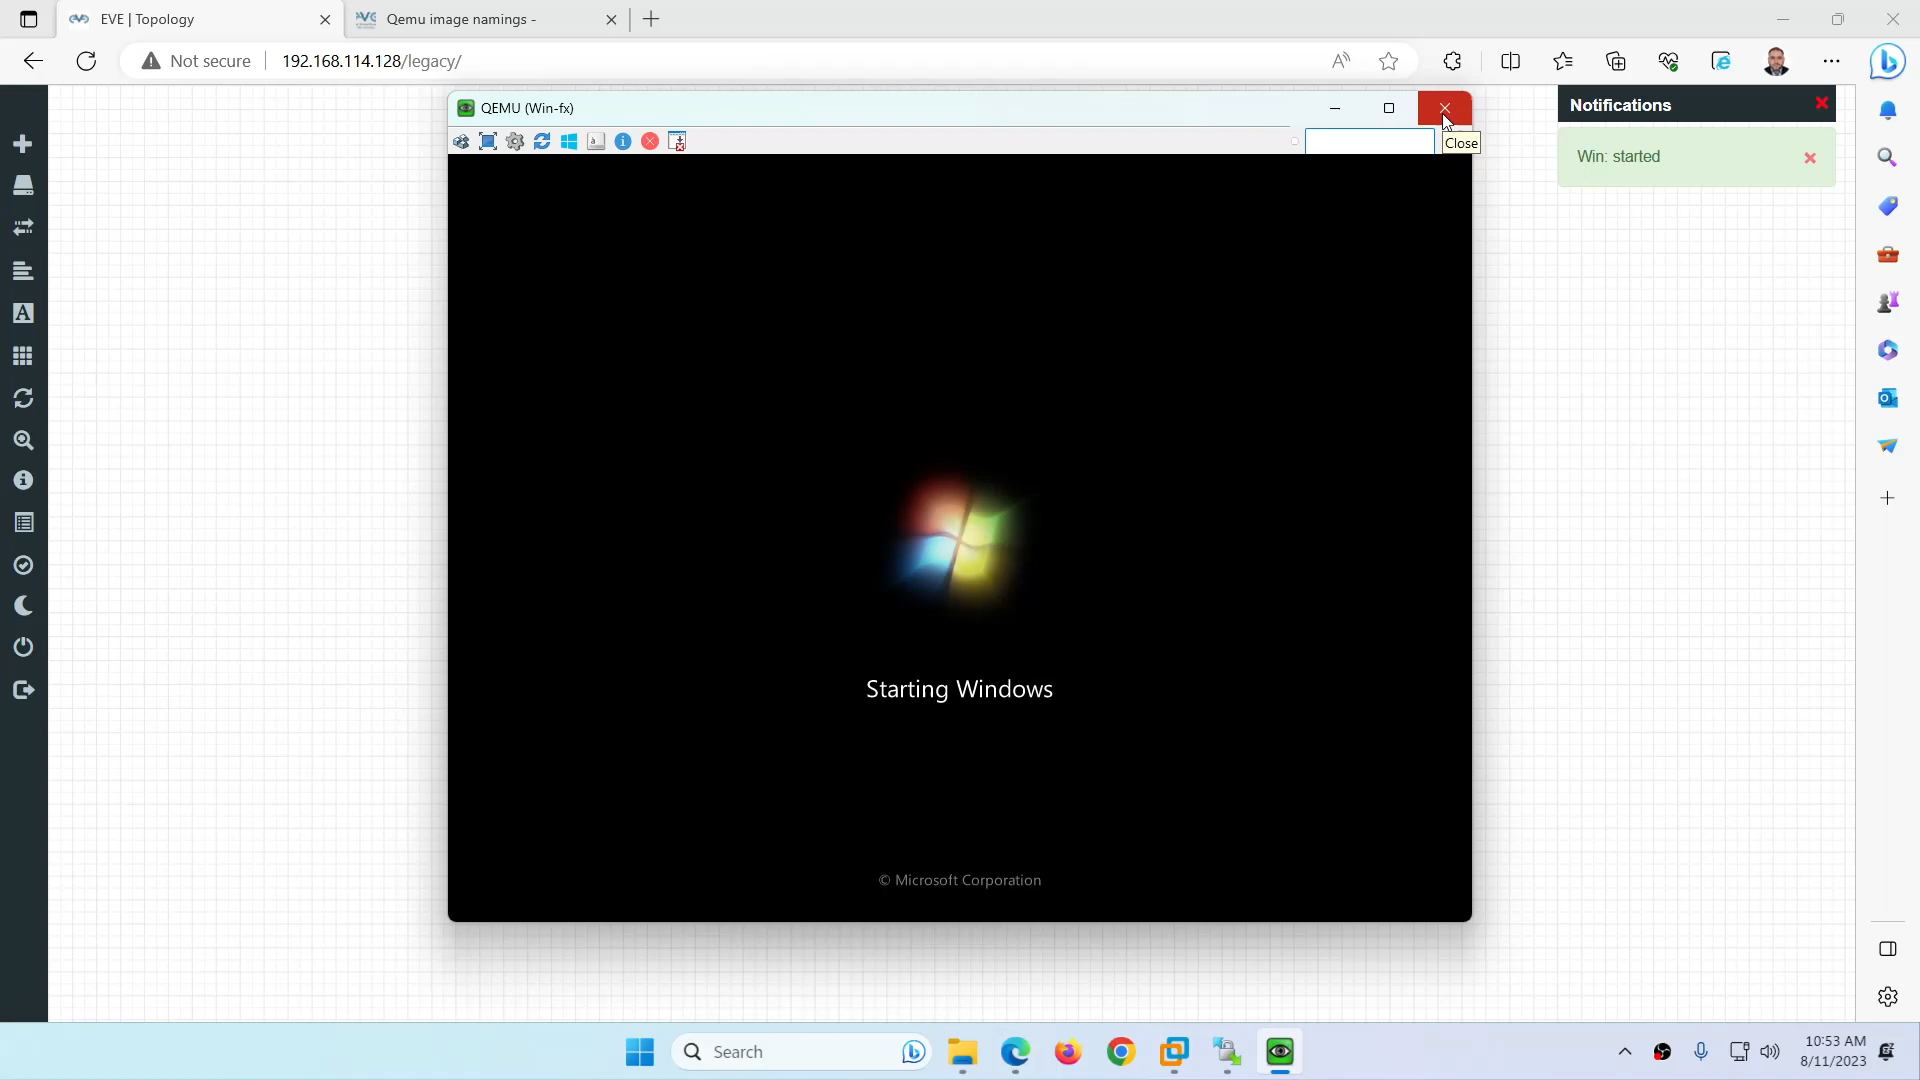 EVE | Topology
Qemu image namings -
Not secure
192.168.114.128/legacy/
QEMU (Win-fx)
Close
Notifications
Win: started
Starting Windows
© Microsoft Corporation
Search
10:53 AM
8/11/2023